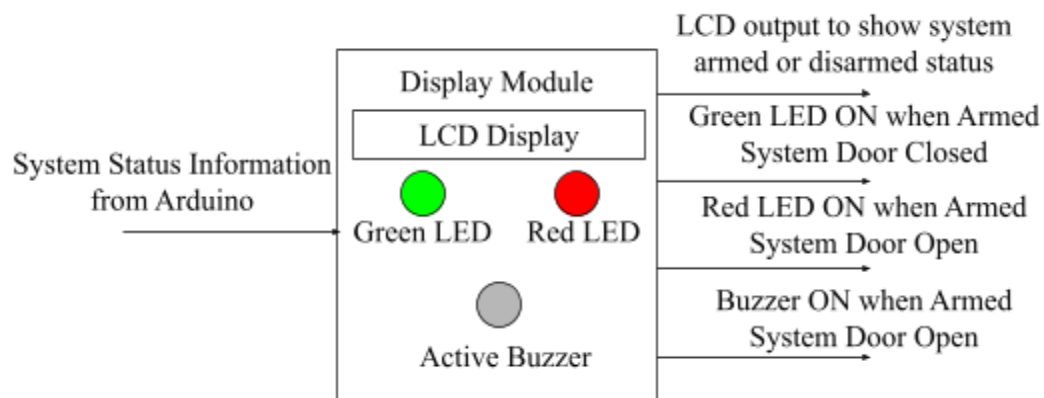 System Status Information
from Arduino
Display Module
LCD Display
Green LED
Red LED
Active Buzzer
LCD output to show system
armed or disarmed status
Green LED ON when Armed
System Door Closed
Red LED ON when Armed
System Door Open
Buzzer ON when Armed
System Door Open